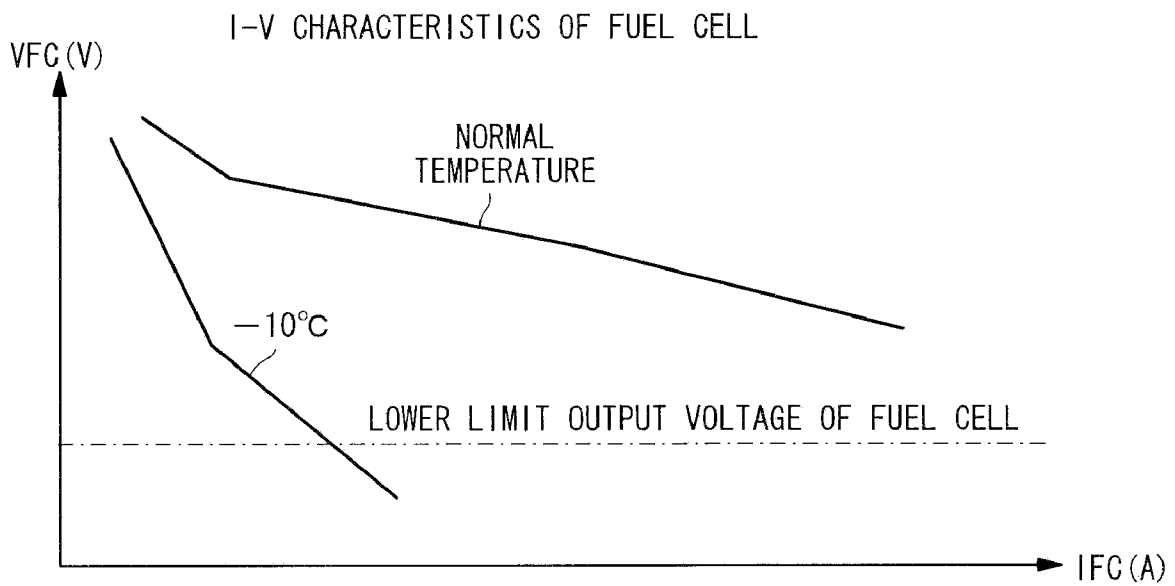 I-V CHARACTERISTICS OF FUEL CELL
VFC(V)
NORMAL
TEMPERATURE
-10°C
LOWER LIMIT OUTPUT VOLTAGE OF FUEL CELL
IFC(A)